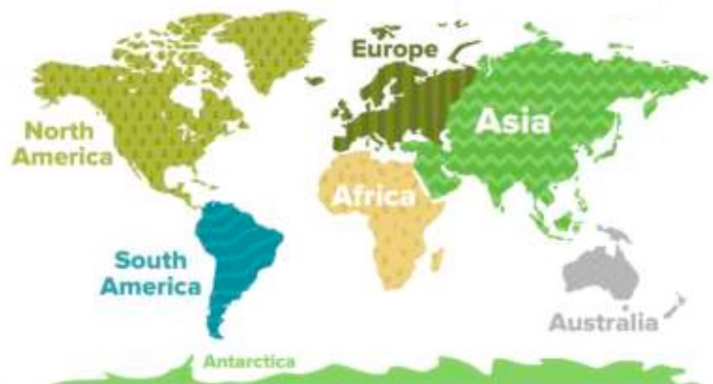 Europe
Asia
North
America
Africa
South
America
Australia
Antarctica